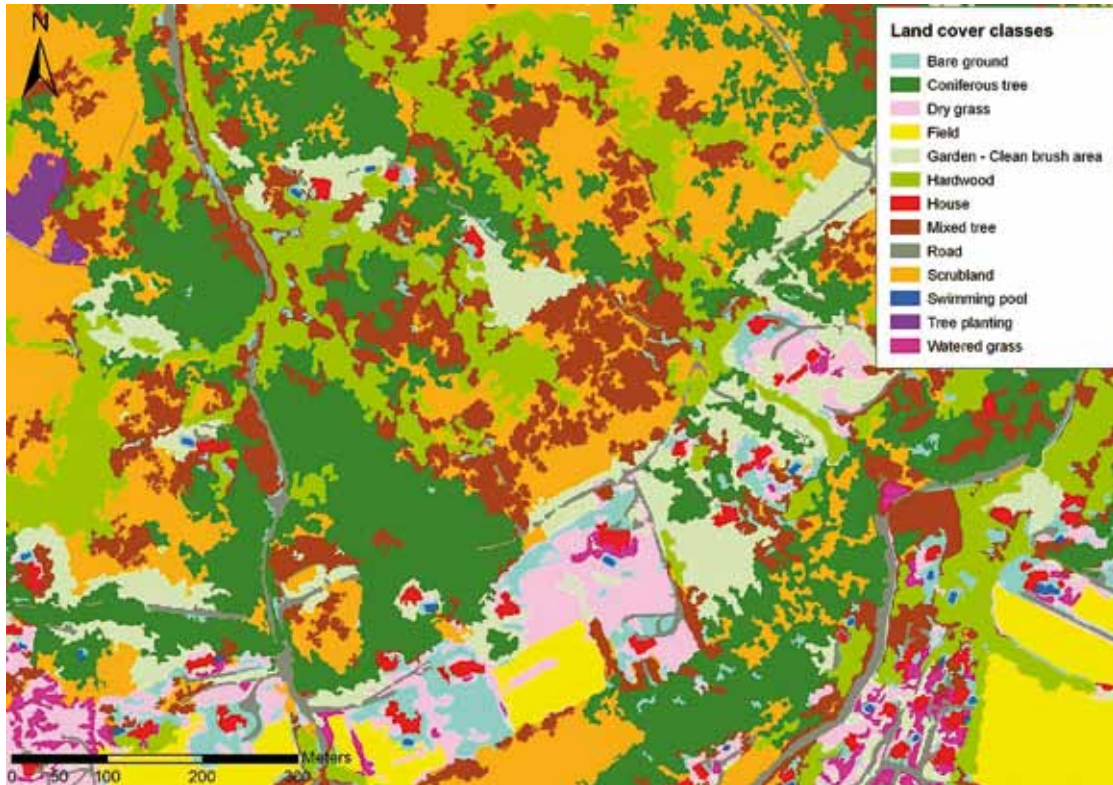 N
Land cover classes
Bare ground
Coniferous tree
Dry grass
Field
Garden - Clean brush area
Hardwood
House
Mixed tree
Road
Scrubland
Swimming pool
Tree planting
Watered grass
Meters
0 50 100 200 300